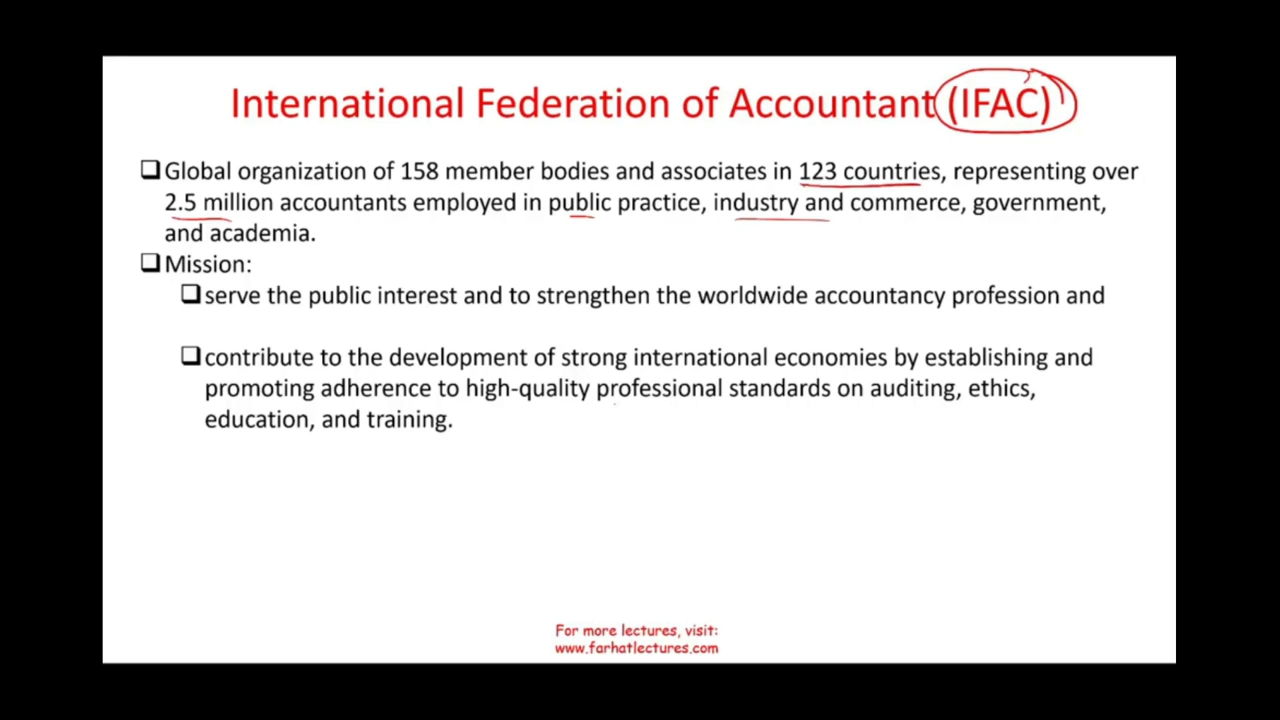 International Federation of Accountant (IFAC)
❑Global organization of 158 member bodies and associates in 123 countries, representing over
2.5 million accountants employed in public practice, industry and commerce, government,
and academia.
❑Mission:
❑serve the public interest and to strengthen the worldwide accountancy profession and
❑contribute to the development of strong international economies by establishing and
promoting adherence to high-quality professional standards on auditing, ethics,
education, and training.
For more lectures, visit:
www.farhatlectures.com